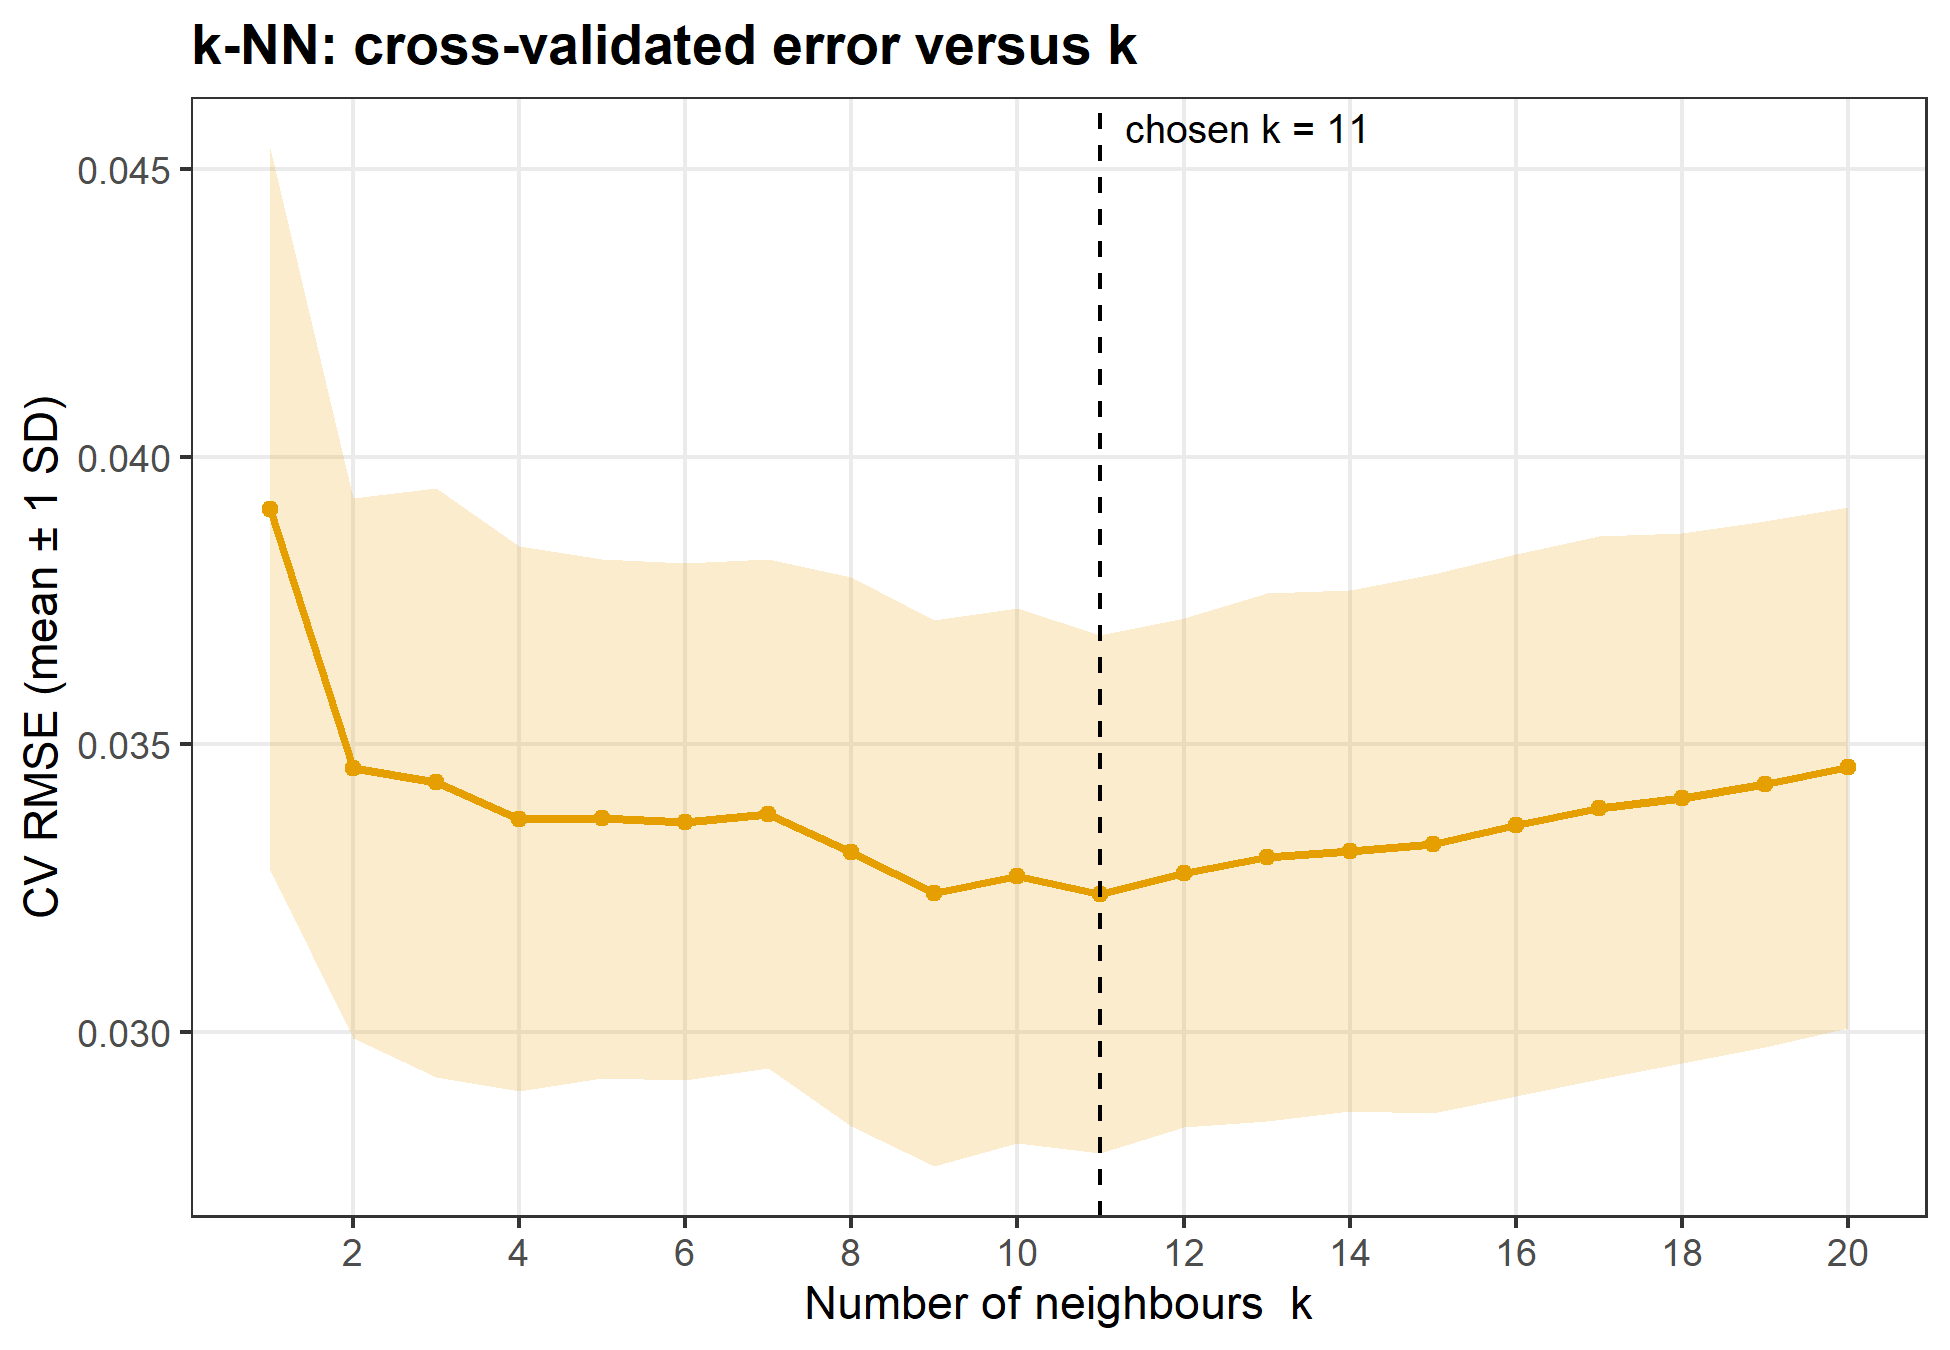 k-NN: cross-validated error versus k
chosen k = 11
CV RMSE (mean ± 1 SD)
0.045
0.040
0.035
0.030
2 4 6 8 10 12 14 16 18 20
Number of neighbours  k